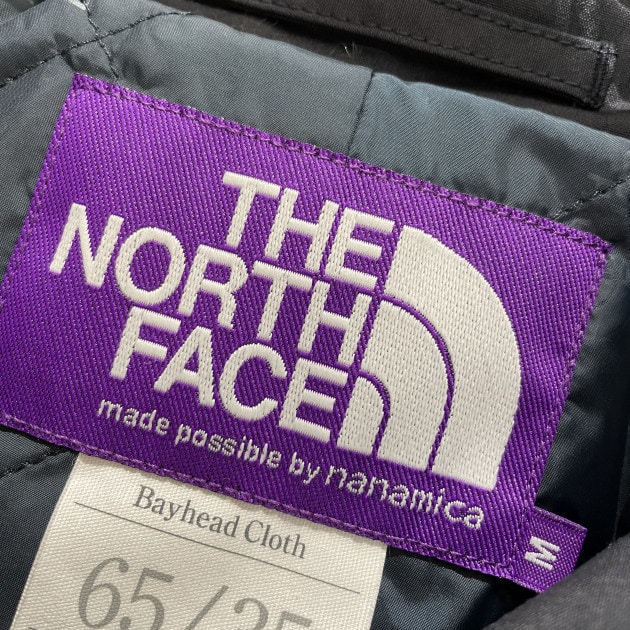 THE
NORTH
FACE
made possible by nanamica
M
Bayhead Cloth
65/35